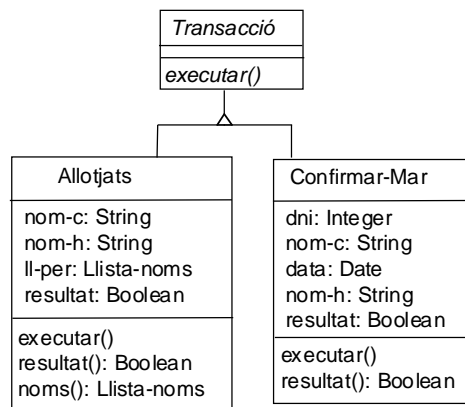 Transacció
executar()
Allotjats
nom-c: String
nom-h: String
ll-per: Llista-noms
resultat: Boolean
executar()
resultat(): Boolean
noms(): Llista-noms
Confirmar-Mar
dni: Integer
nom-c: String
data: Date
nom-h: String
resultat: Boolean
executar()
resultat(): Boolean